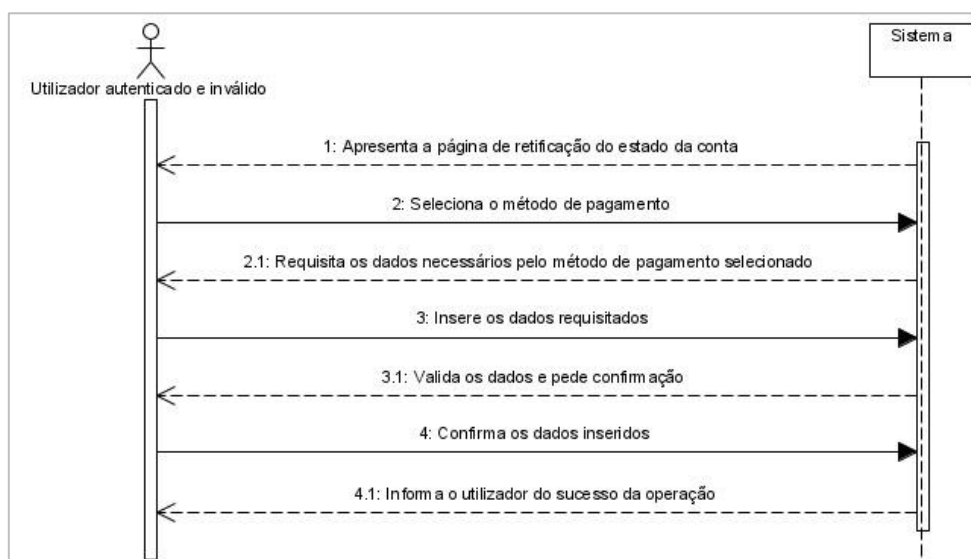 Sistema
Utilizador autenticado e inválido
1: Apresenta a página de retificação do estado da conta
2: Seleciona o método de pagamento
2.1: Requisita os dados necessários pelo método de pagamento selecionado
3: Insere os dados requisitados
3.1: Valida os dados e pede confirmação
4: Confirma os dados inseridos
4.1: Informa o utilizador do sucesso da operação